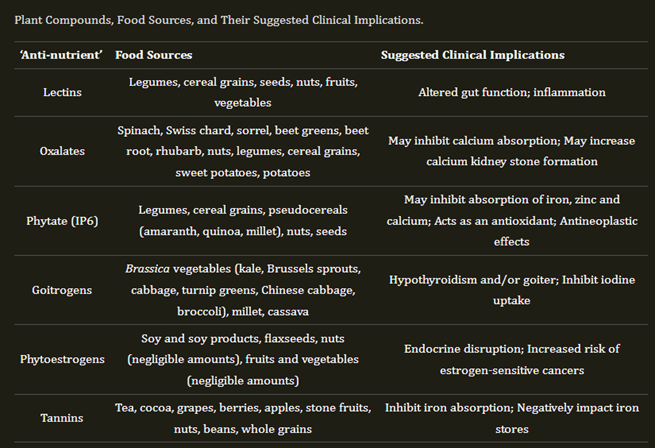 Plant Compounds, Food Sources, and Their Suggested Clinical Implications.
'Anti-nutrient' Food Sources Suggested Clinical Implications
Lectins
Legumes, cereal grains, seeds, nuts, fruits,
vegetables
Altered gut function; inflammation
Oxalates
Spinach, Swiss chard, sorrel, beet greens, beet
root, rhubarb, nuts, legumes, cereal grains,
sweet potatoes, potatoes
May inhibit calcium absorption; May increase
calcium kidney stone formation
Phytate (IP6)
Legumes, cereal grains, pseudocereals
(amaranth, quinoa, millet), nuts, seeds
May inhibit absorption of iron, zinc and
calcium; Acts as an antioxidant; Antineoplastic
effects
Goitrogens
Brassica vegetables (kale, Brussels sprouts,
cabbage, turnip greens, Chinese cabbage,
broccoli), millet, cassava
Hypothyroidism and/or goiter; Inhibit iodine
uptake
Phytoestrogens
Soy and soy products, flaxseeds, nuts
(negligible amounts), fruits and vegetables
(negligible amounts)
Endocrine disruption; Increased risk of
estrogen-sensitive cancers
Tannins
Tea, cocoa, grapes, berries, apples, stone fruits,
nuts, beans, whole grains
Inhibit iron absorption; Negatively impact iron
stores